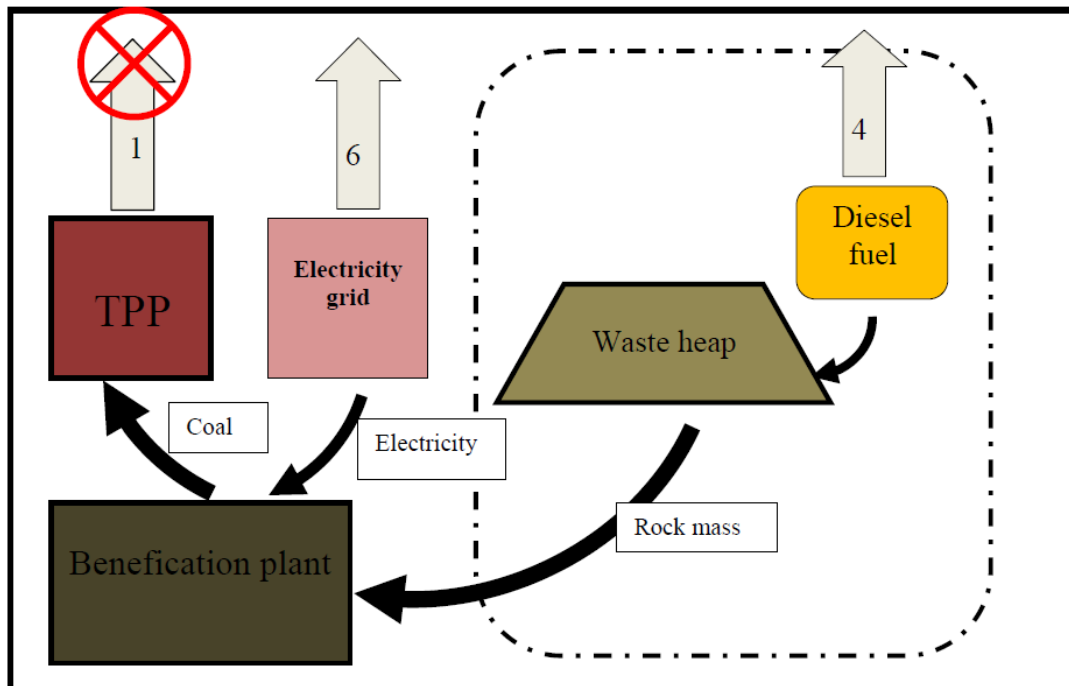 1
6
4
TPP
Electricity
grid
Diesel
fuel
Waste heap
Coal
Electricity
Rock mass
Benefication plant